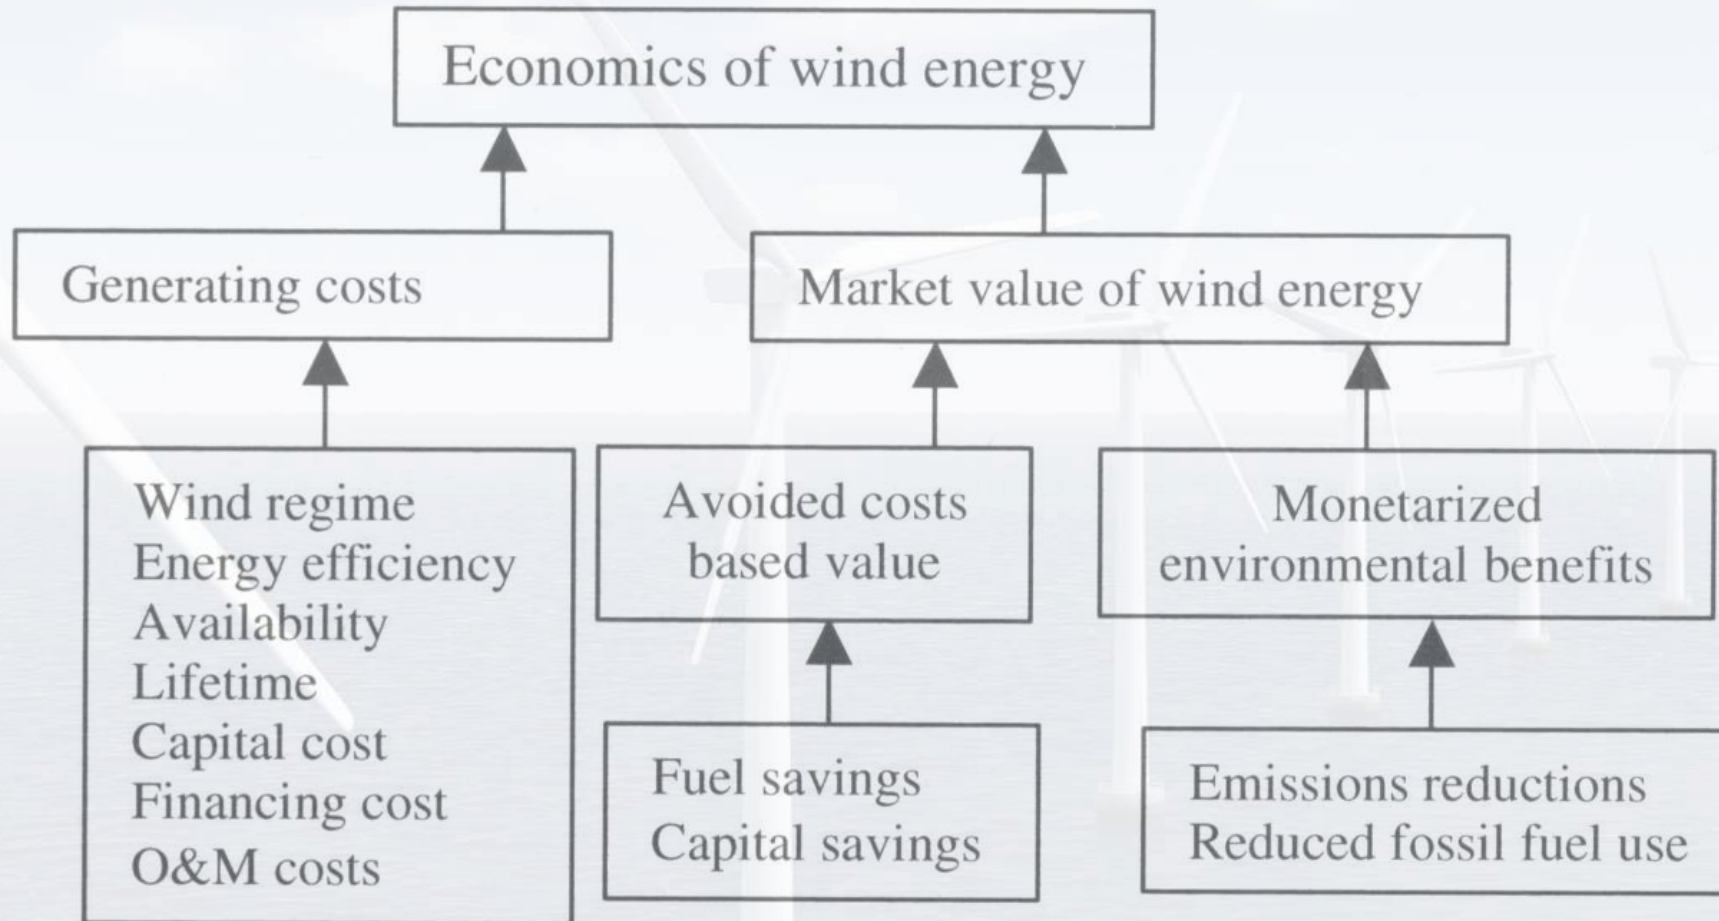 Economics of wind energy
Generating costs
Market value of wind energy
Wind regime
Energy efficiency
Availability
Lifetime
Capital cost
Financing cost
O&M costs
Avoided costs
based value
Monetarized
environmental benefits
Fuel savings
Capital savings
Emissions reductions
Reduced fossil fuel use